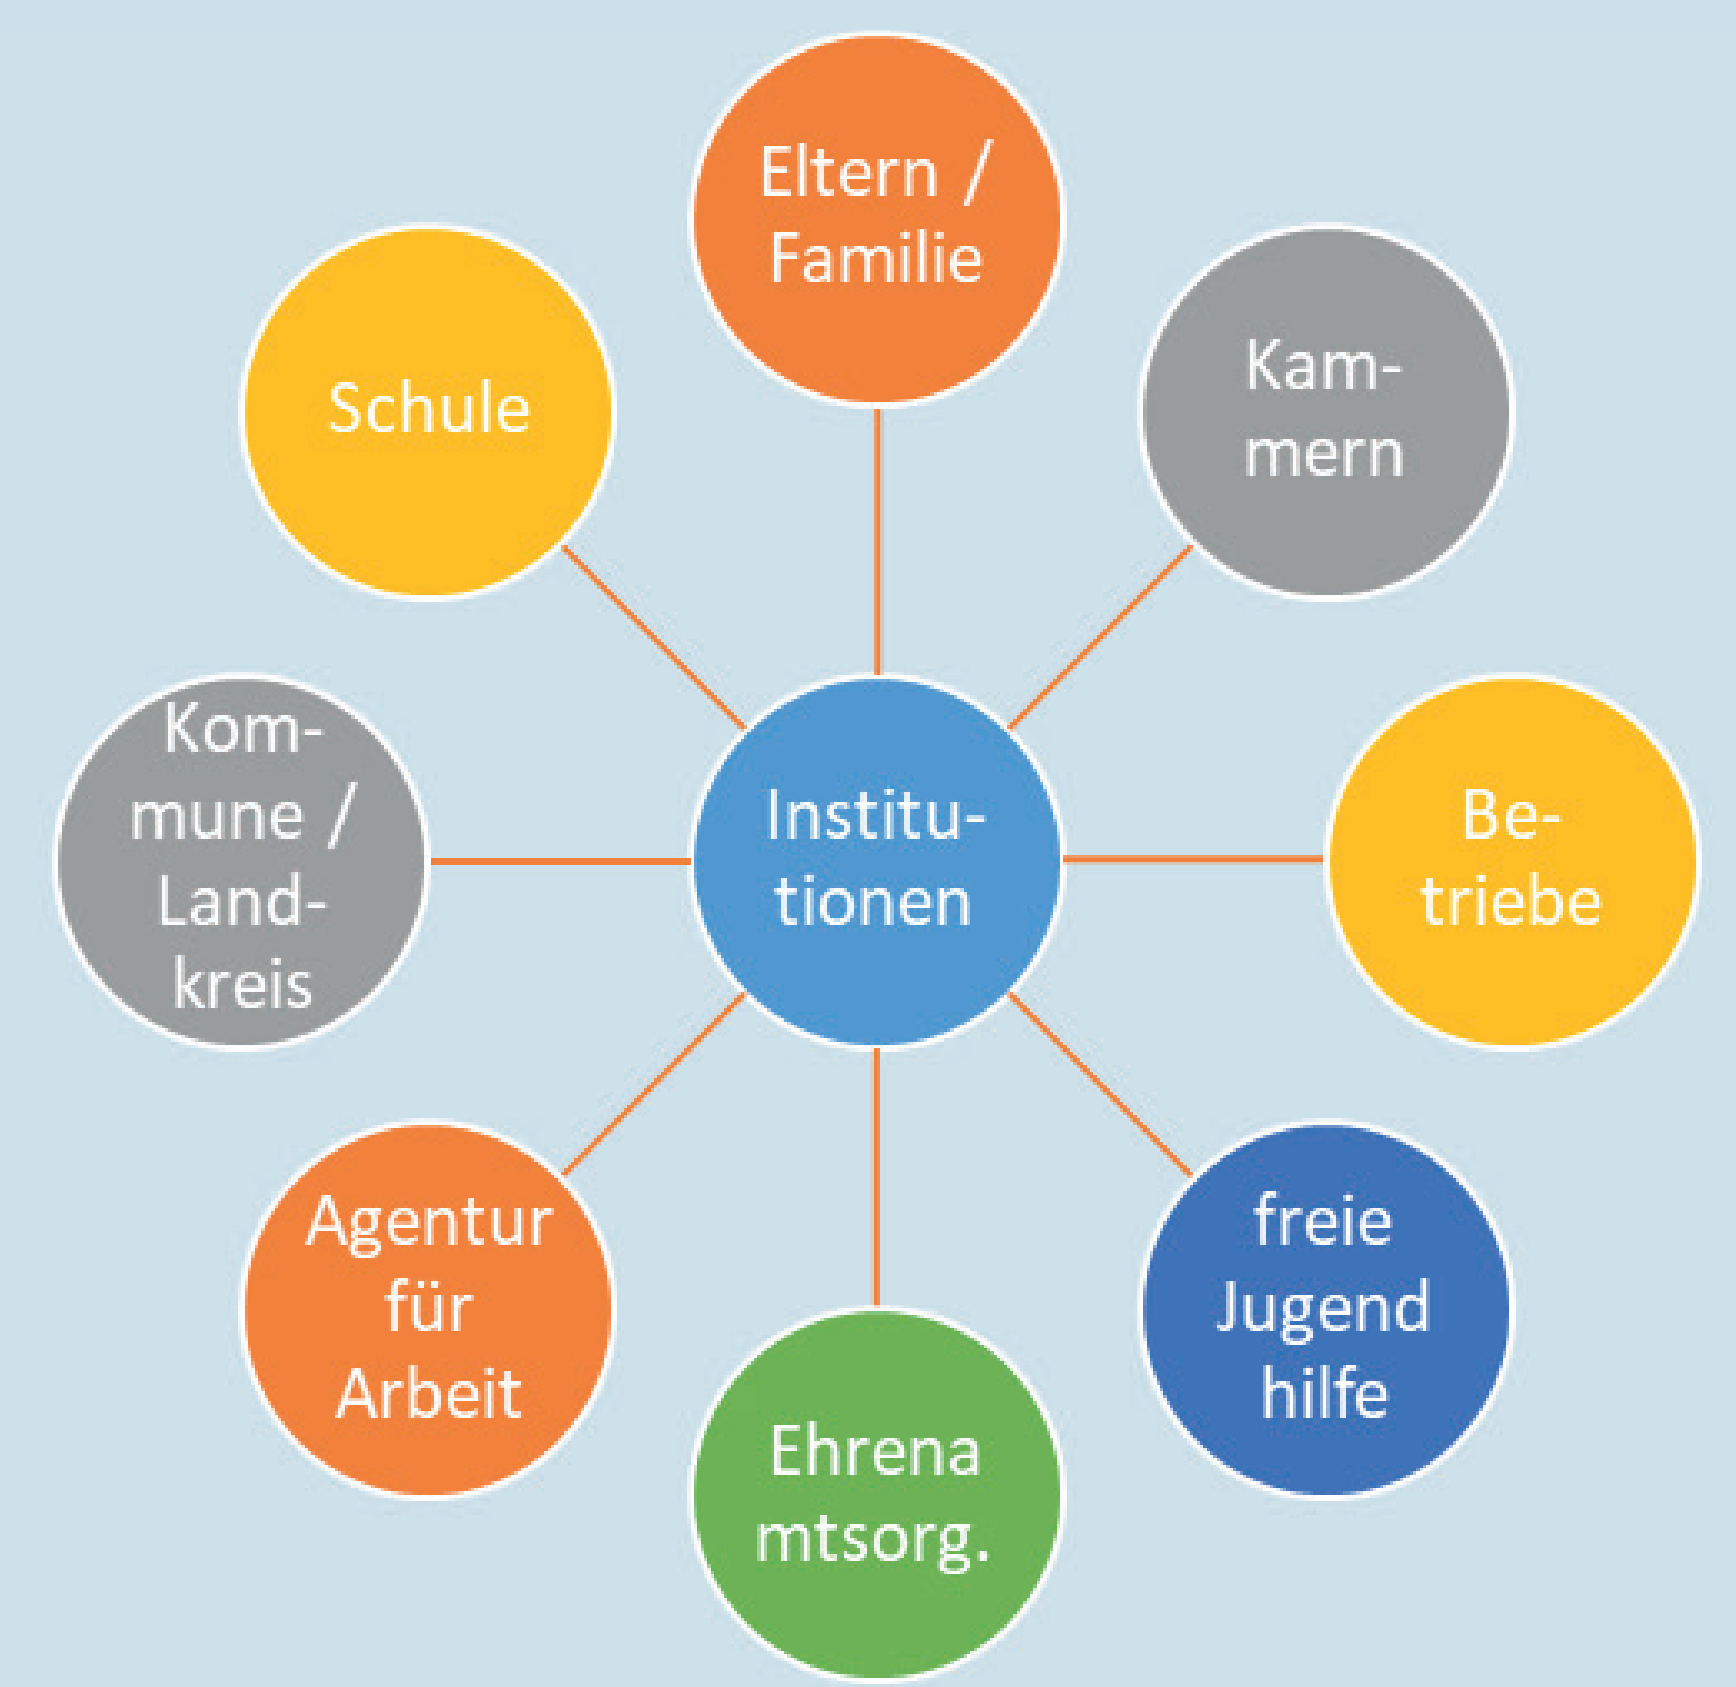 Eltern /
Familie
Kam-
mern
Schule
Institu-
tionen
Be-
triebe
Kom-
mune /
Land-
kreis
freie
Jugend
hilfe
Agentur
für
Arbeit
Ehrena
mtsorg.